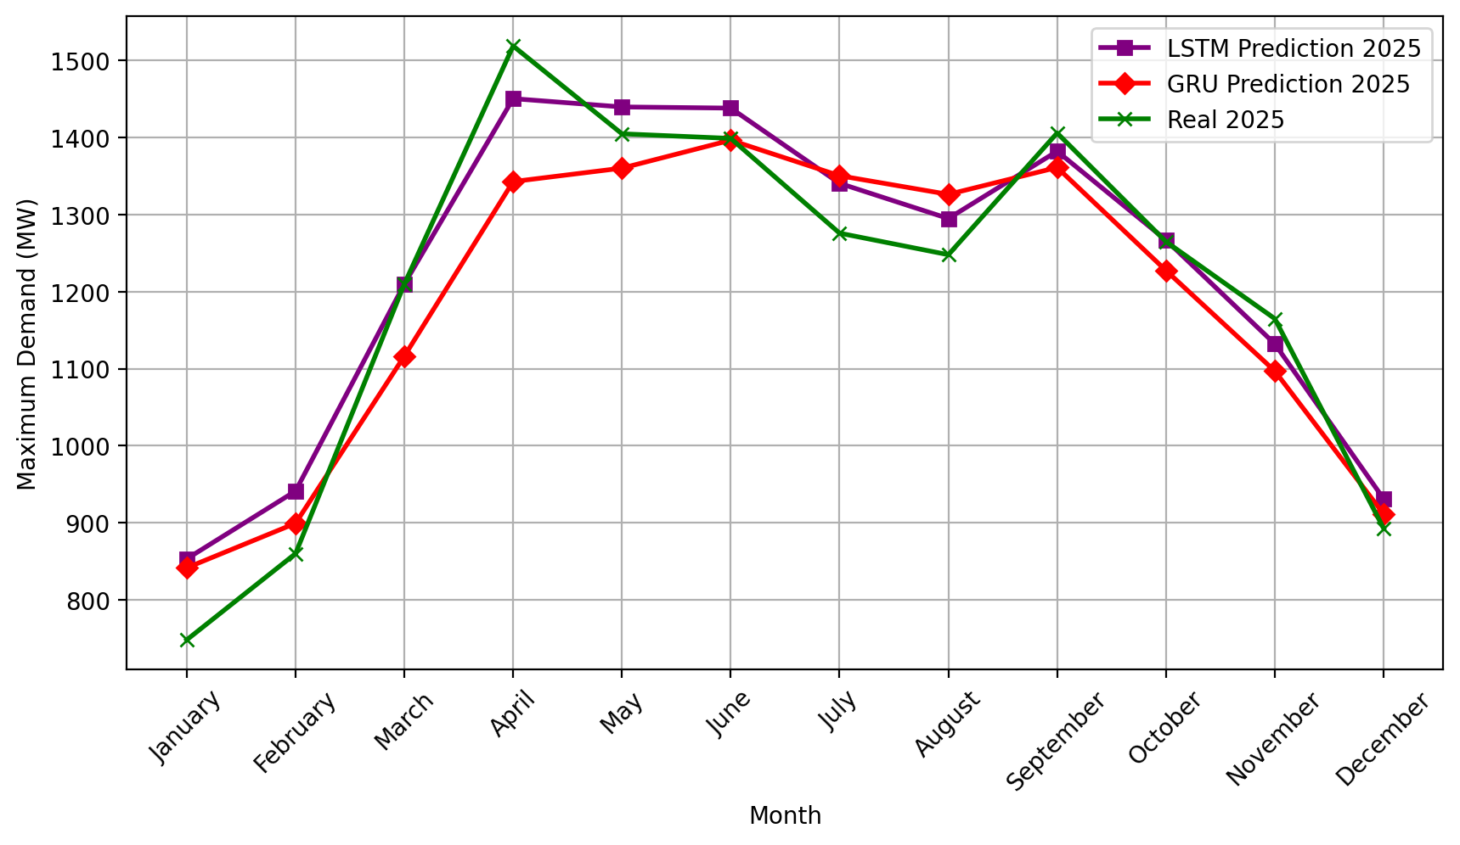 1500
1400
1300
1200
1100
1000
900
800
Maximum Demand (MW)
LSTM Prediction 2025
GRU Prediction 2025
Real 2025
January
February
March
April
May
June
July
August
September
October
November
December
Month